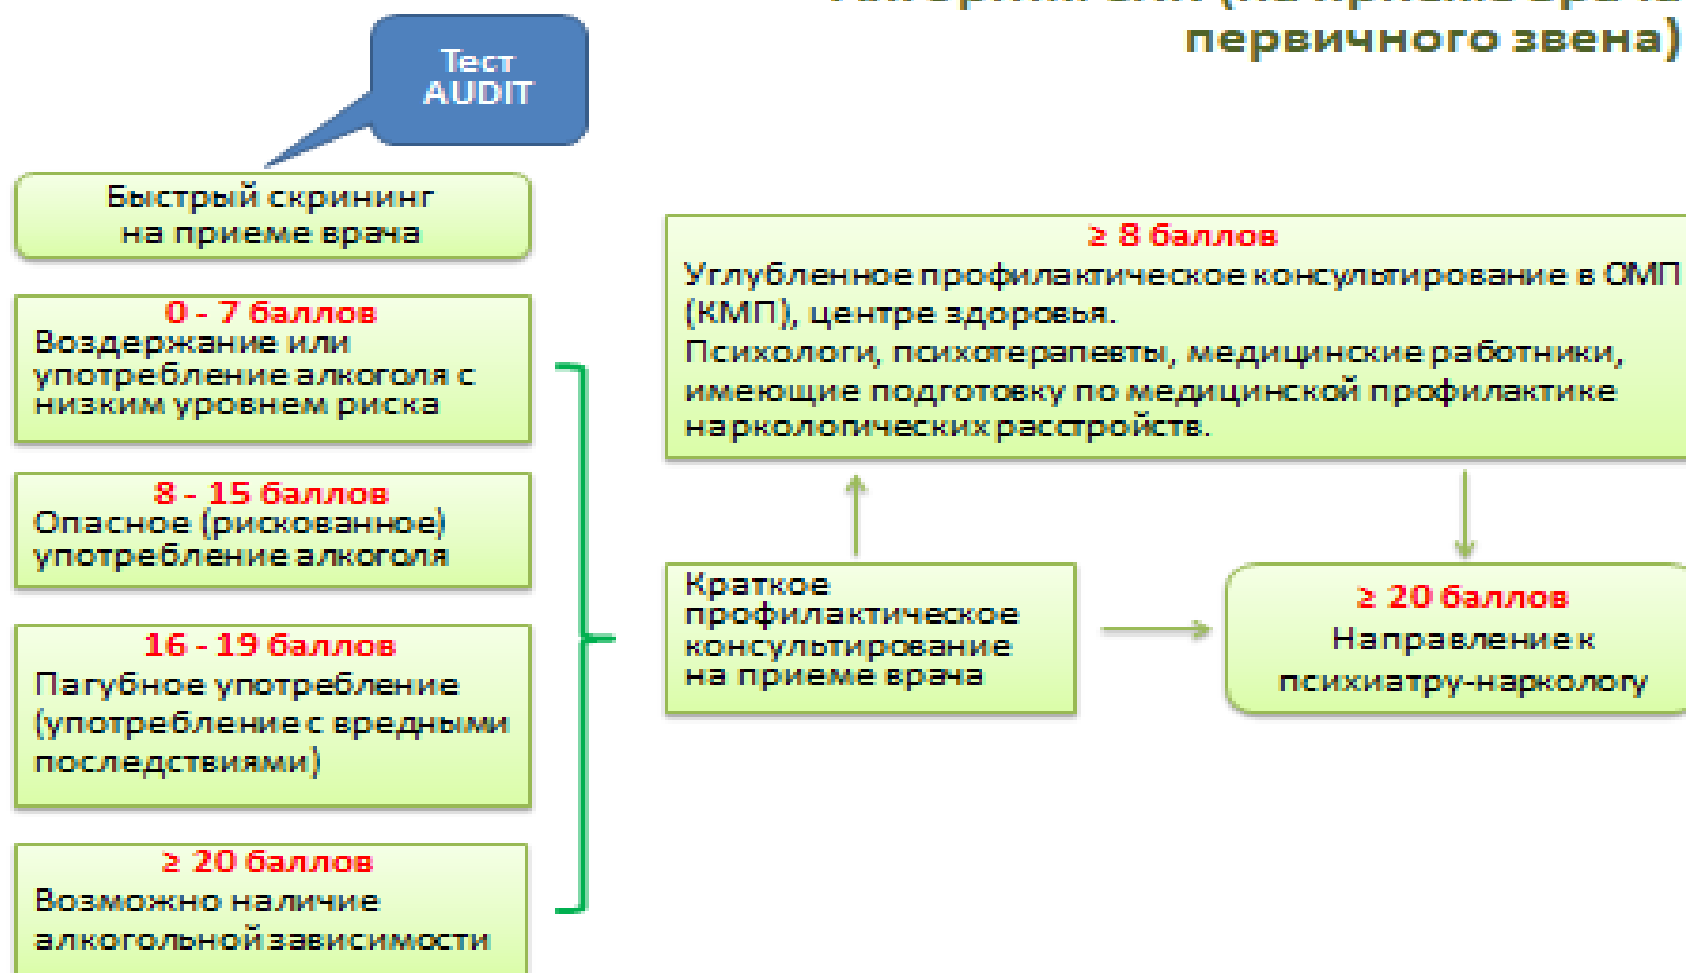 первичного звена)
Тест
AUDIT
Быстрый скрининг
на приеме врача
0 - 7 баллов
Воздержание или
употребление алкоголя с
низким уровнем риска
8 - 15 баллов
Опасное (рискованное)
употребление алкоголя
16 - 19 баллов
Пагубное употребление
(употребление с вредными
последствиями)
≥ 20 баллов
Возможно наличие
алкогольной зависимости
≥ 8 баллов
Углубленное профилактическое консультирование в ОМП
(КМП), центре здоровья.
Психологи, психотерапевты, медицинские работники,
имеющие подготовку по медицинской профилактике
наркологических расстройств.
Краткое
профилактическое
консультирование
на приеме врача
≥ 20 баллов
Направление к
психиатру-наркологу